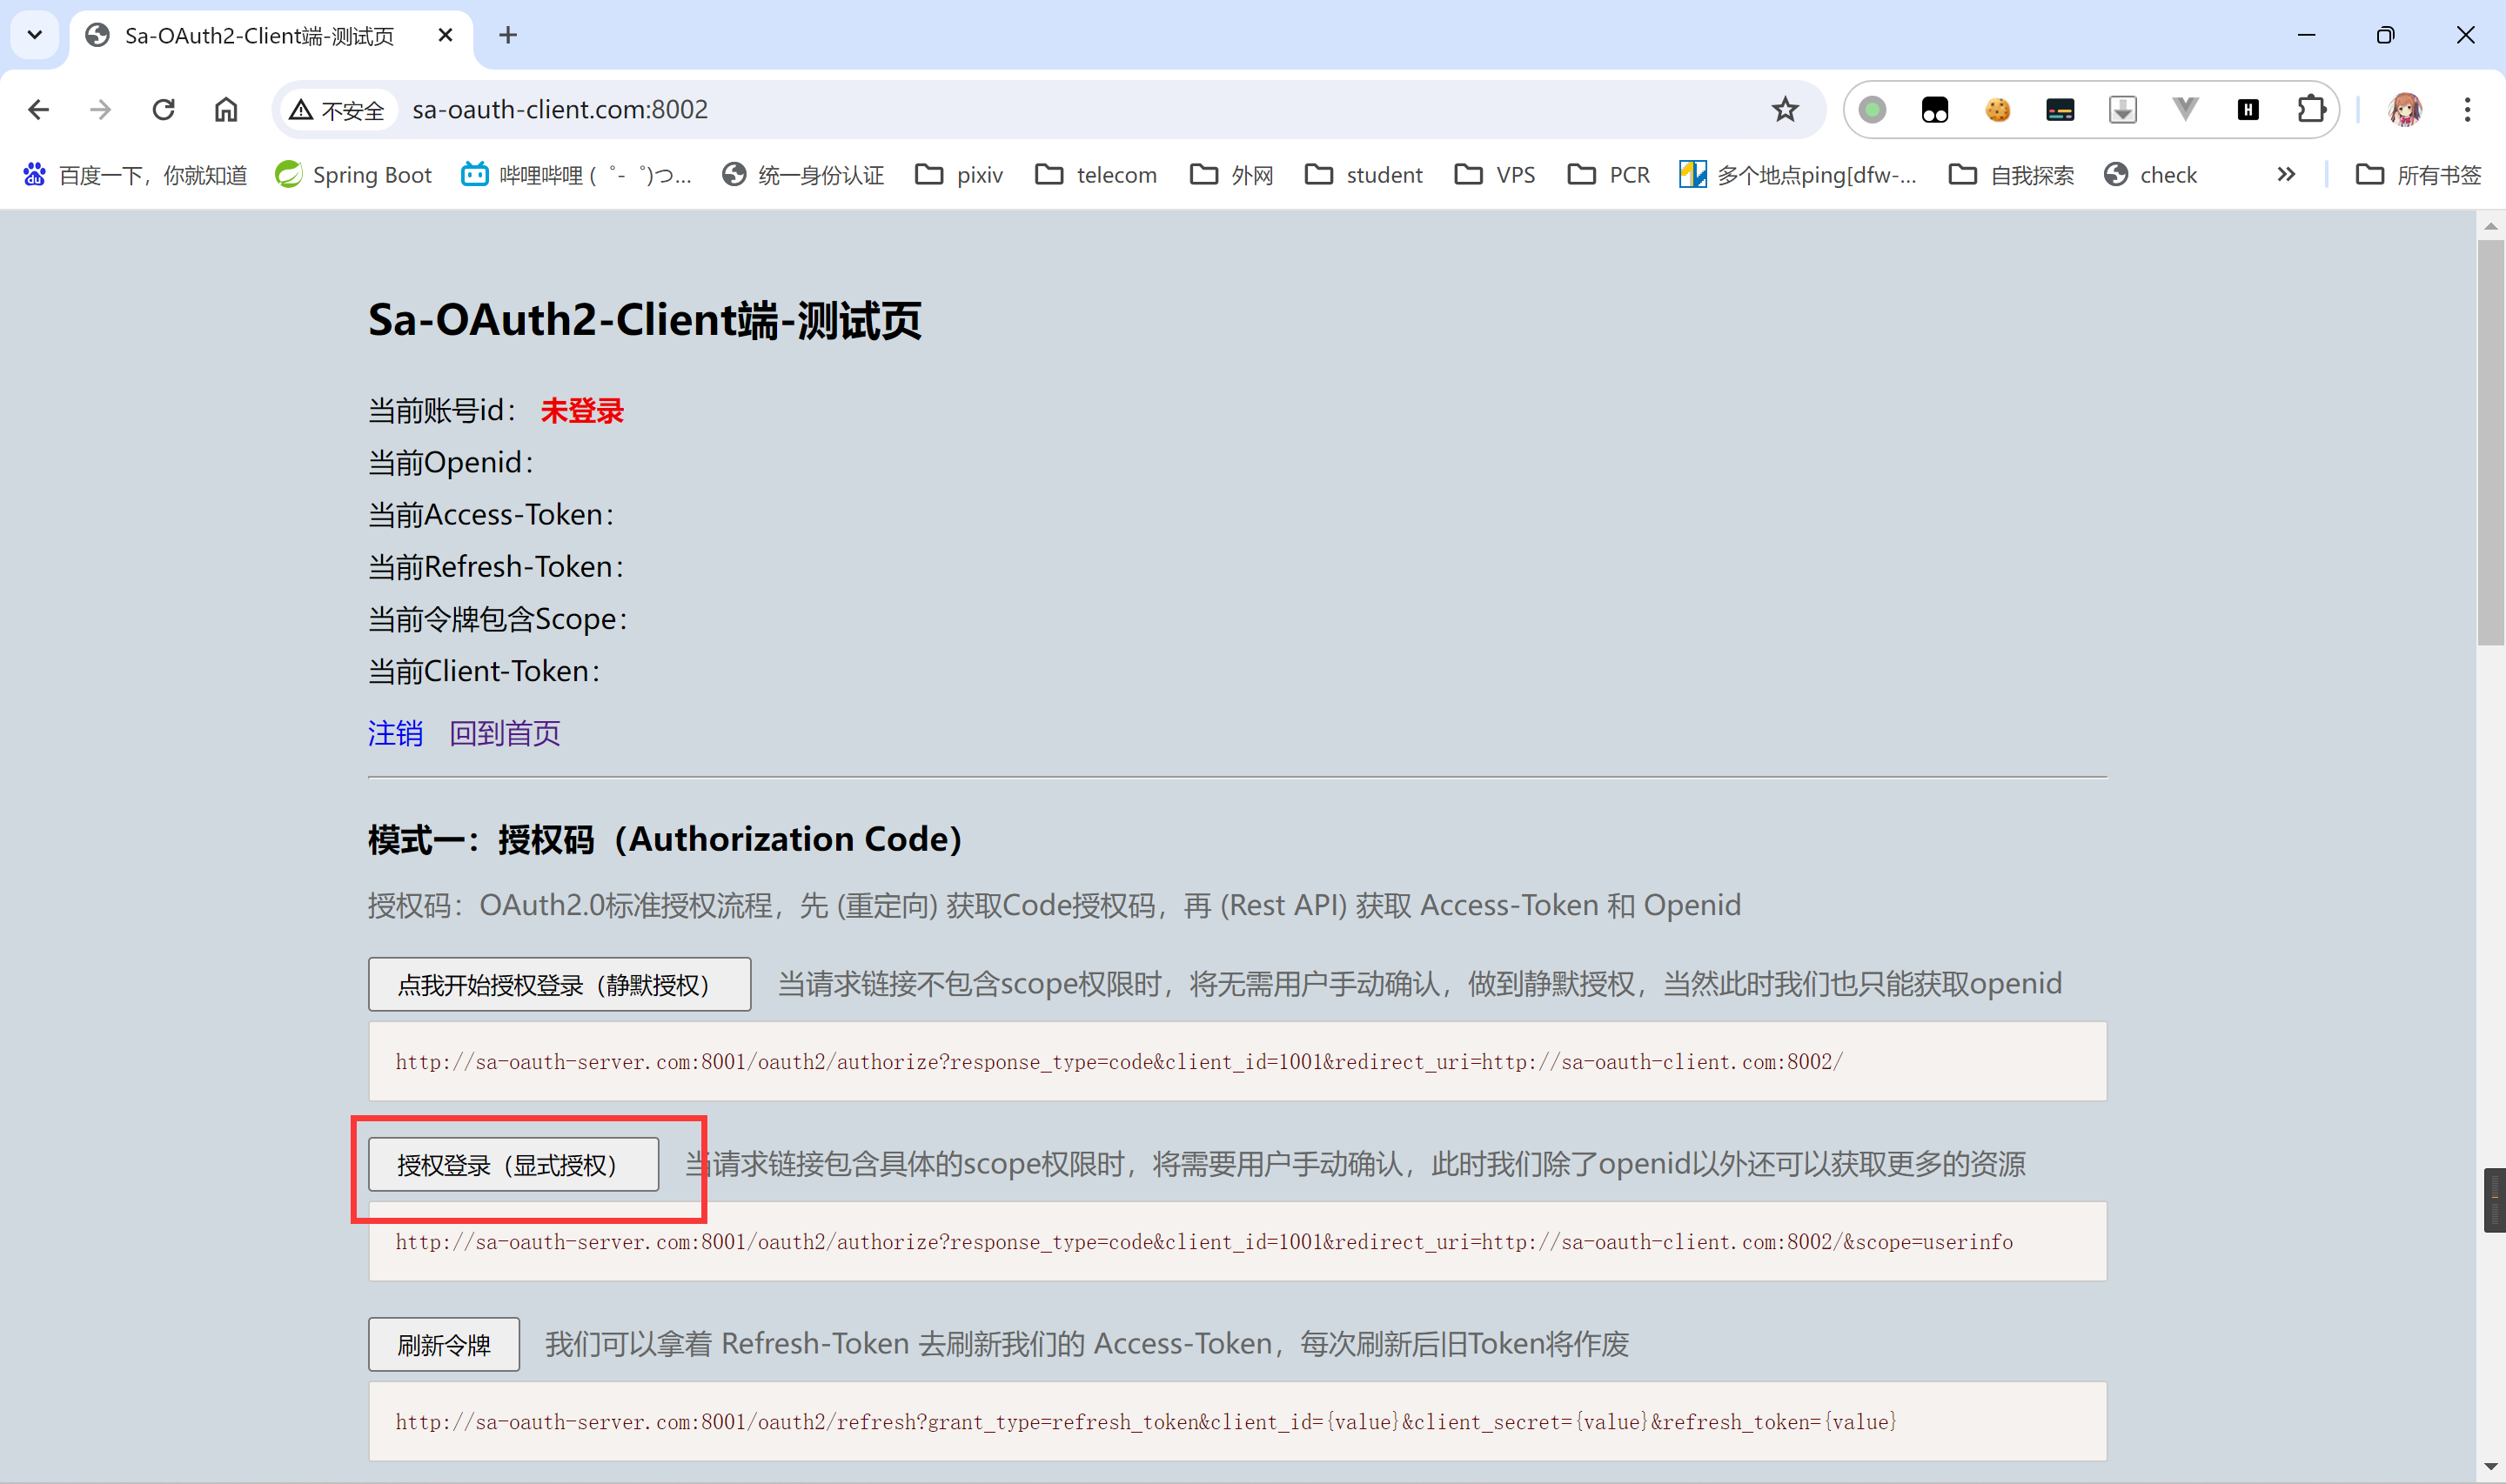 Sa-OAuth2-Client端-测试页
不安全 sa-oauth-client.com:8002
百度一下，你就知道 Spring Boot 哔哩哔哩 (゜-゜)つ... 统一身份认证 pixiv telecom 外网 student VPS PCR 多个地点ping[dfw-... 自我探索 check 所有书签
Sa-OAuth2-Client端-测试页
当前账号id： 未登录
当前Openid：
当前Access-Token：
当前Refresh-Token：
当前令牌包含Scope：
当前Client-Token：
注销 回到首页
模式一：授权码（Authorization Code）
授权码：OAuth2.0标准授权流程，先 (重定向) 获取Code授权码，再 (Rest API) 获取 Access-Token 和 Openid
点我开始授权登录（静默授权） 当请求链接不包含scope权限时，将无需用户手动确认，做到静默授权，当然此时我们也只能获取openid
http://sa-oauth-server.com:8001/oauth2/authorize?response_type=code&client_id=1001&redirect_uri=http://sa-oauth-client.com:8002/
授权登录（显式授权） 当请求链接包含具体的scope权限时，将需要用户手动确认，此时我们除了openid以外还可以获取更多的资源
http://sa-oauth-server.com:8001/oauth2/authorize?response_type=code&client_id=1001&redirect_uri=http://sa-oauth-client.com:8002/&scope=userinfo
刷新令牌 我们可以拿着 Refresh-Token 去刷新我们的 Access-Token，每次刷新后旧Token将作废
http://sa-oauth-server.com:8001/oauth2/refresh?grant_type=refresh_token&client_id={value}&client_secret={value}&refresh_token={value}